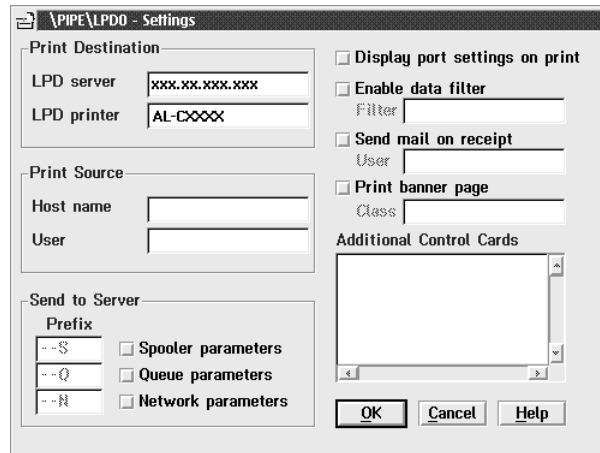 \PIPE\LPD0 - Settings
Print Destination
LPD server xxx.xx.xxx.xxx
LPD printer AL-CXXXX
Print Source
Host name
User
Send to Server
Prefix
--S Spooler parameters
--Q Queue parameters
--N Network parameters
Display port settings on print
Enable data filter
Filter
Send mail on receipt
User
Print banner page
Class
Additional Control Cards
OK Cancel Help